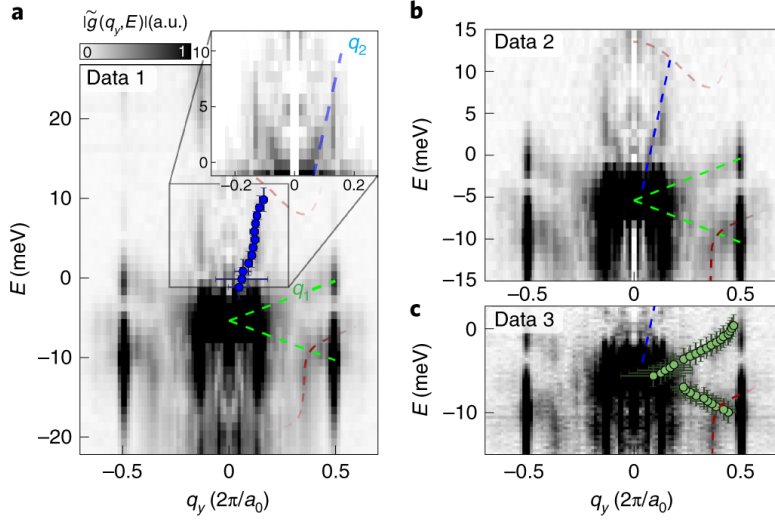 a
|g̃(qy,E)|(a.u.)
0 1
Data 1
q2
10
5
0
−0.2 0 0.2
20
10
0
−10
−20
E (meV)
q1
−0.5 0 0.5
qy (2π/a0)
b
Data 2
15
10
5
0
−5
−10
−15
E (meV)
−0.5 0 0.5
c
Data 3
0
−10
E (meV)
−0.5 0 0.5
qy (2π/a0)